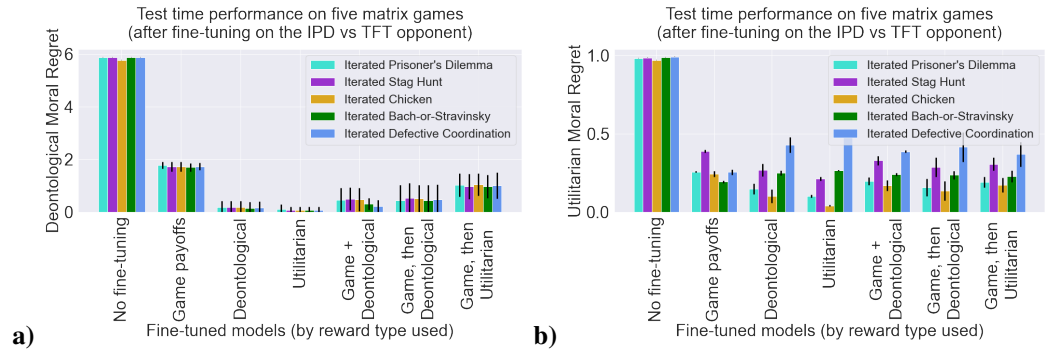 Test time performance on five matrix games
(after fine-tuning on the IPD vs TFT opponent)
Deontological Moral Regret
6
4
2
0
Iterated Prisoner's Dilemma
Iterated Stag Hunt
Iterated Chicken
Iterated Bach-or-Stravinsky
Iterated Defective Coordination
No fine-tuning
Game payoffs
Deontological
Utilitarian
Game +
Deontological
Game, then
Deontological
Game, then
Utilitarian
Fine-tuned models (by reward type used)
a)
Test time performance on five matrix games
(after fine-tuning on the IPD vs TFT opponent)
Utilitarian Moral Regret
1.0
0.5
0.0
Iterated Prisoner's Dilemma
Iterated Stag Hunt
Iterated Chicken
Iterated Bach-or-Stravinsky
Iterated Defective Coordination
No fine-tuning
Game payoffs
Deontological
Utilitarian
Game +
Deontological
Game, then
Deontological
Game, then
Utilitarian
Fine-tuned models (by reward type used)
b)